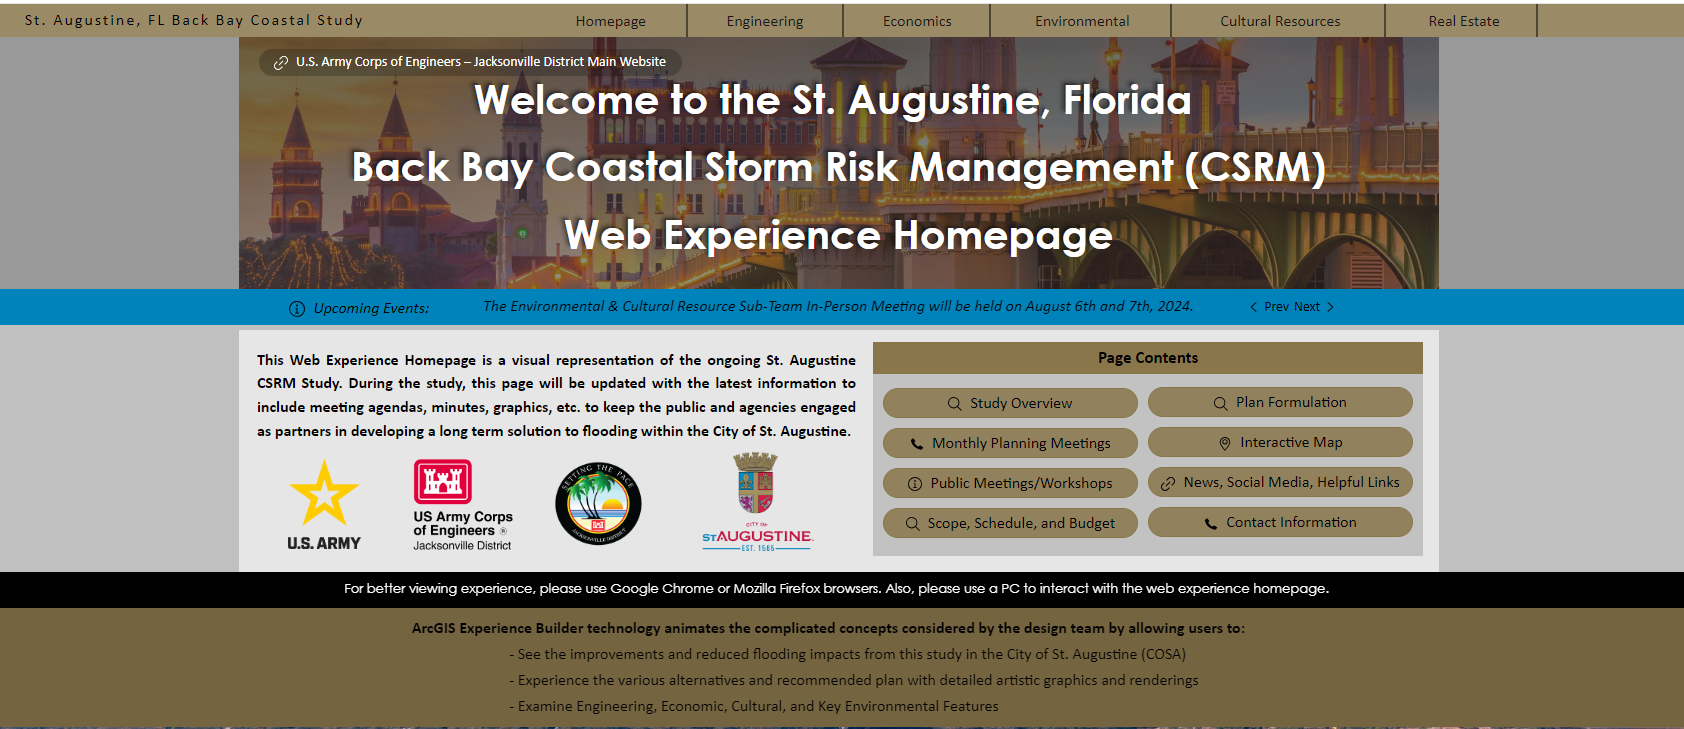 St. Augustine, FL Back Bay Coastal Study
Homepage
Engineering
Economics
Environmental
Cultural Resources
Real Estate
U.S. Army Corps of Engineers – Jacksonville District Main Website
Welcome to the St. Augustine, Florida
Back Bay Coastal Storm Risk Management (CSRM)
Web Experience Homepage
Upcoming Events:
The Environmental & Cultural Resource Sub-Team In-Person Meeting will be held on August 6th and 7th, 2024.
Prev Next
This Web Experience Homepage is a visual representation of the ongoing St. Augustine
CSRM Study. During the study, this page will be updated with the latest information to
include meeting agendas, minutes, graphics, etc. to keep the public and agencies engaged
as partners in developing a long term solution to flooding within the City of St. Augustine.
U.S. ARMY
US Army Corps
of Engineers ®
Jacksonville District
SETTING THE PACE
JACKSONVILLE DISTRICT
CITY OF
ST AUGUSTINE.
EST. 1565
Page Contents
Study Overview
Plan Formulation
Monthly Planning Meetings
Interactive Map
Public Meetings/Workshops
News, Social Media, Helpful Links
Scope, Schedule, and Budget
Contact Information
For better viewing experience, please use Google Chrome or Mozilla Firefox browsers. Also, please use a PC to interact with the web experience homepage.
ArcGIS Experience Builder technology animates the complicated concepts considered by the design team by allowing users to:
- See the improvements and reduced flooding impacts from this study in the City of St. Augustine (COSA)
- Experience the various alternatives and recommended plan with detailed artistic graphics and renderings
- Examine Engineering, Economic, Cultural, and Key Environmental Features